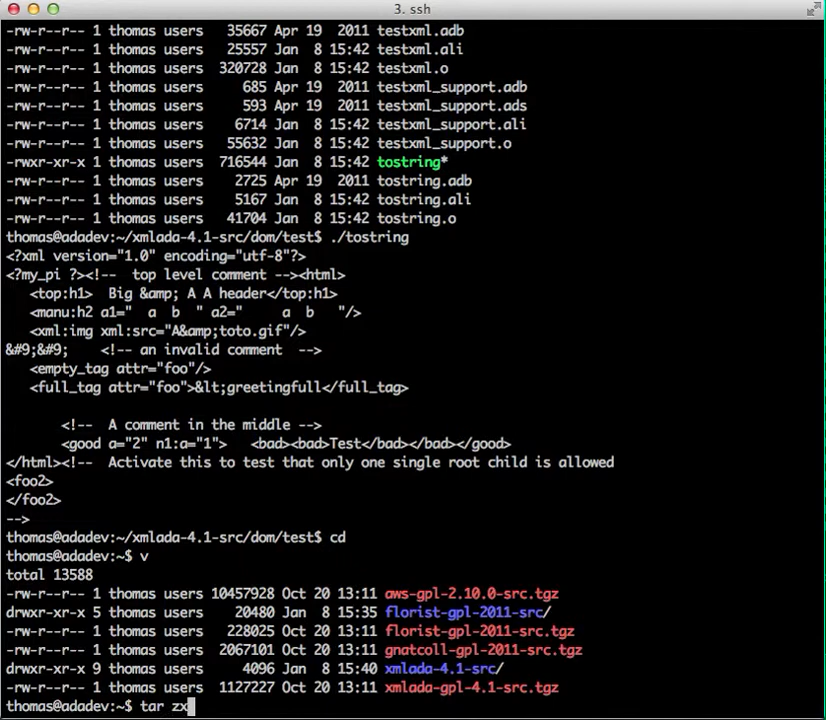 3. ssh
-rw-r--r-- 1 thomas users   35667 Apr 19  2011 testxml.adb
-rw-r--r-- 1 thomas users   25557 Jan  8 15:42 testxml.ali
-rw-r--r-- 1 thomas users  320728 Jan  8 15:42 testxml.o
-rw-r--r-- 1 thomas users     685 Apr 19  2011 testxml_support.adb
-rw-r--r-- 1 thomas users     593 Apr 19  2011 testxml_support.ads
-rw-r--r-- 1 thomas users    6714 Jan  8 15:42 testxml_support.ali
-rw-r--r-- 1 thomas users   55632 Jan  8 15:42 testxml_support.o
-rwxr-xr-x 1 thomas users  716544 Jan  8 15:42 tostring*
-rw-r--r-- 1 thomas users    2725 Apr 19  2011 tostring.adb
-rw-r--r-- 1 thomas users    5167 Jan  8 15:42 tostring.ali
-rw-r--r-- 1 thomas users   41704 Jan  8 15:42 tostring.o
thomas@adadev:~/xmlada-4.1-src/dom/test$ ./tostring
<?xml version="1.0" encoding="utf-8"?>
<?my_pi ?><!--  top level comment --><html>
   <top:h1>  Big &amp; A A header</top:h1>
   <manu:h2 a1="  a  b  " a2="     a  b   "/>
   <xml:img xml:src="A&amp;toto.gif"/>
&#9;&#9;    <!-- an invalid comment  -->
   <empty_tag attr="foo"/>
   <full_tag attr="foo">&lt;greetingfull</full_tag>
       <!--  A comment in the middle -->
       <good a="2" n1:a="1">   <bad><bad>Test</bad></bad></good>
</html><!--  Activate this to test that only one single root child is allowed
<foo2>
</foo2>
-->
thomas@adadev:~/xmlada-4.1-src/dom/test$ cd
thomas@adadev:~$ v
total 13588
-rw-r--r-- 1 thomas users 10457928 Oct 20 13:11 aws-gpl-2.10.0-src.tgz
drwxr-xr-x 5 thomas users    20480 Jan  8 15:35 florist-gpl-2011-src/
-rw-r--r-- 1 thomas users   228025 Oct 20 13:11 florist-gpl-2011-src.tgz
-rw-r--r-- 1 thomas users  2067101 Oct 20 13:11 gnatcoll-gpl-2011-src.tgz
drwxr-xr-x 9 thomas users     4096 Jan  8 15:40 xmlada-4.1-src/
-rw-r--r-- 1 thomas users  1127227 Oct 20 13:11 xmlada-gpl-4.1-src.tgz
thomas@adadev:~$ tar zx